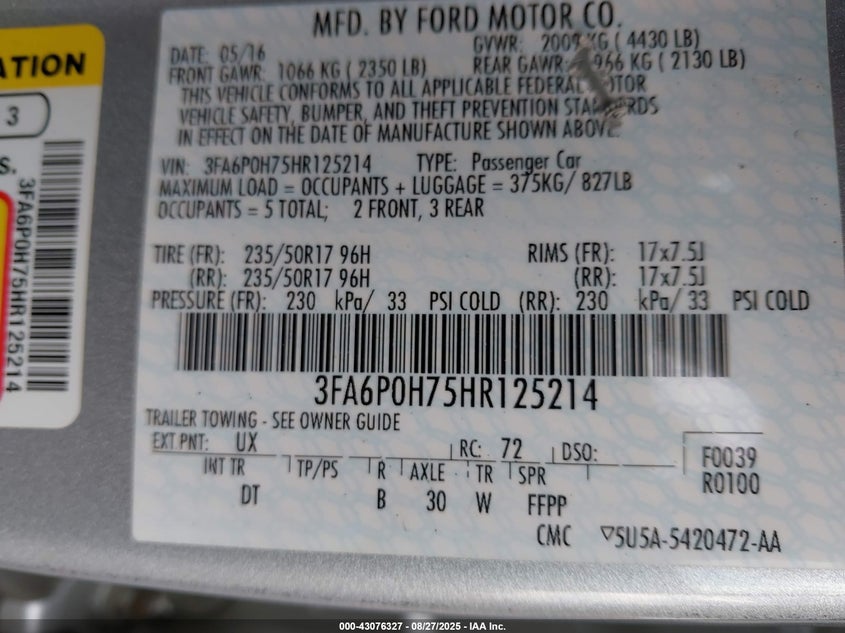 MFD. BY FORD MOTOR CO.
DATE: 05/16 GVWR: 2009 KG ( 4430 LB)
FRONT GAWR: 1066 KG ( 2350 LB) REAR GAWR: 966 KG ( 2130 LB)
THIS VEHICLE CONFORMS TO ALL APPLICABLE FEDERAL MOTOR
VEHICLE SAFETY, BUMPER, AND THEFT PREVENTION STANDARDS
IN EFFECT ON THE DATE OF MANUFACTURE SHOWN ABOVE.
VIN: 3FA6P0H75HR125214 TYPE: Passenger Car
MAXIMUM LOAD = OCCUPANTS + LUGGAGE = 375KG/ 827LB
OCCUPANTS = 5 TOTAL; 2 FRONT, 3 REAR
TIRE (FR): 235/50R17 96H RIMS (FR): 17x7.5J
(RR): 235/50R17 96H (RR): 17x7.5J
PRESSURE (FR): 230 kPa/ 33 PSI COLD (RR): 230 kPa/ 33 PSI COLD
3FA6P0H75HR125214
TRAILER TOWING - SEE OWNER GUIDE
EXT PNT: UX RC: 72 DSO: F0039
INT TR TP/PS R AXLE TR SPR R0100
DT B 30 W FFPP
CMC ▽5U5A-5420472-AA
ATION
3
S.
3FA6P0H75HR125214
000-43076327 - 08/27/2025 - IAA Inc.